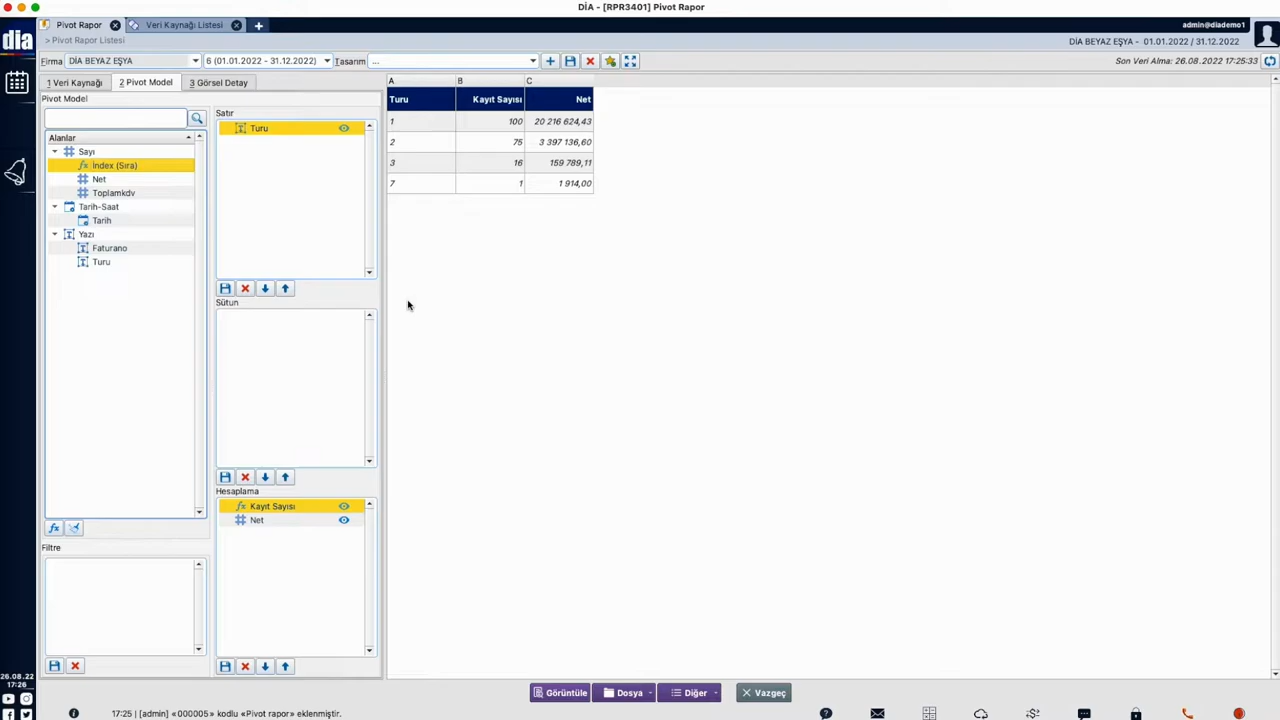 DİA - [RPR3401] Pivot Rapor
Pivot Rapor
Veri Kaynağı Listesi
admin@diademo1
dia
> Pivot Rapor Listesi
DİA BEYAZ EŞYA - 01.01.2022 / 31.12.2022
Firma DİA BEYAZ EŞYA 6 (01.01.2022 - 31.12.2022) Tasarım ...
Son Veri Alma: 26.08.2022 17:25:33
1 Veri Kaynağı 2 Pivot Model 3 Görsel Detay
Pivot Model
Alanlar
Sayı
İndex (Sıra)
Net
Toplamkdv
Tarih-Saat
Tarih
Yazı
Faturano
Turu
Filtre
Satır
Turu
Sütun
Hesaplama
Kayıt Sayısı
Net
A B C
Turu Kayıt Sayısı Net
1 100 20 216 624,43
2 75 3 397 136,60
3 16 159 789,11
7 1 1 914,00
Görüntüle Dosya Diğer Vazgeç
26.08.22
17:26
17:25 | [admin] «000005» kodlu «Pivot rapor» eklenmiştir.